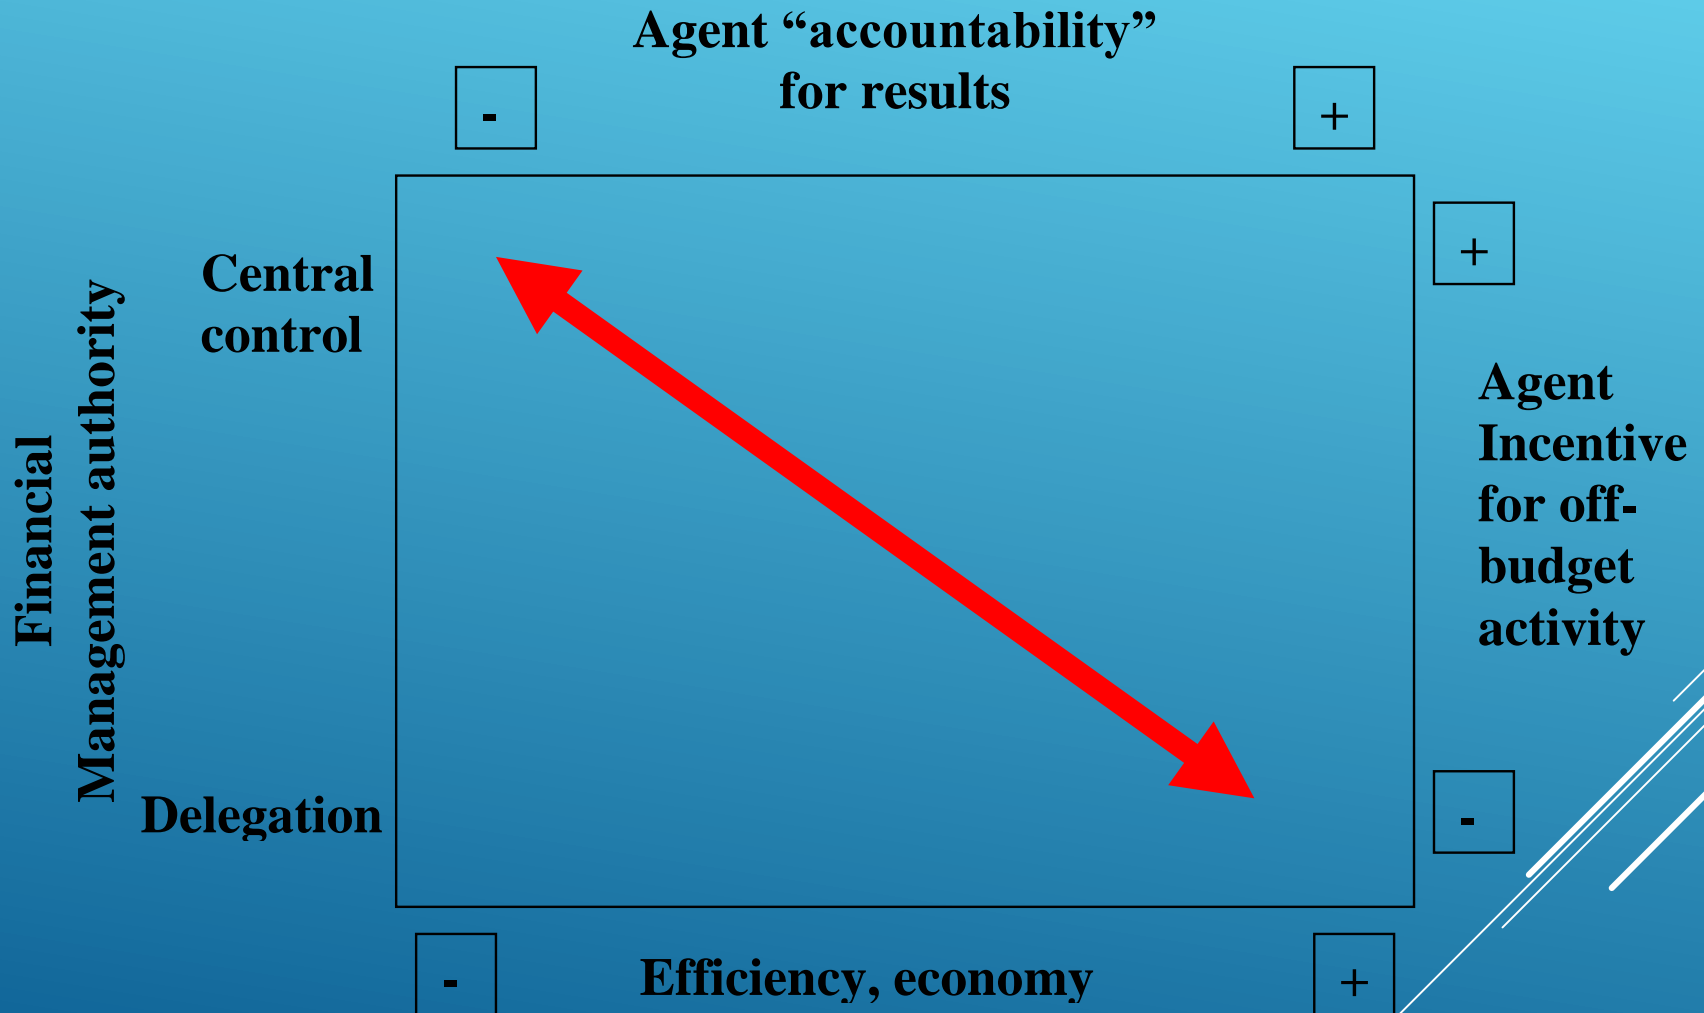 Agent “accountability”
for results
-
+
+
Central
control
Financial
Management authority
Agent
Incentive
for off-
budget
activity
Delegation
-
-
Efficiency, economy
+